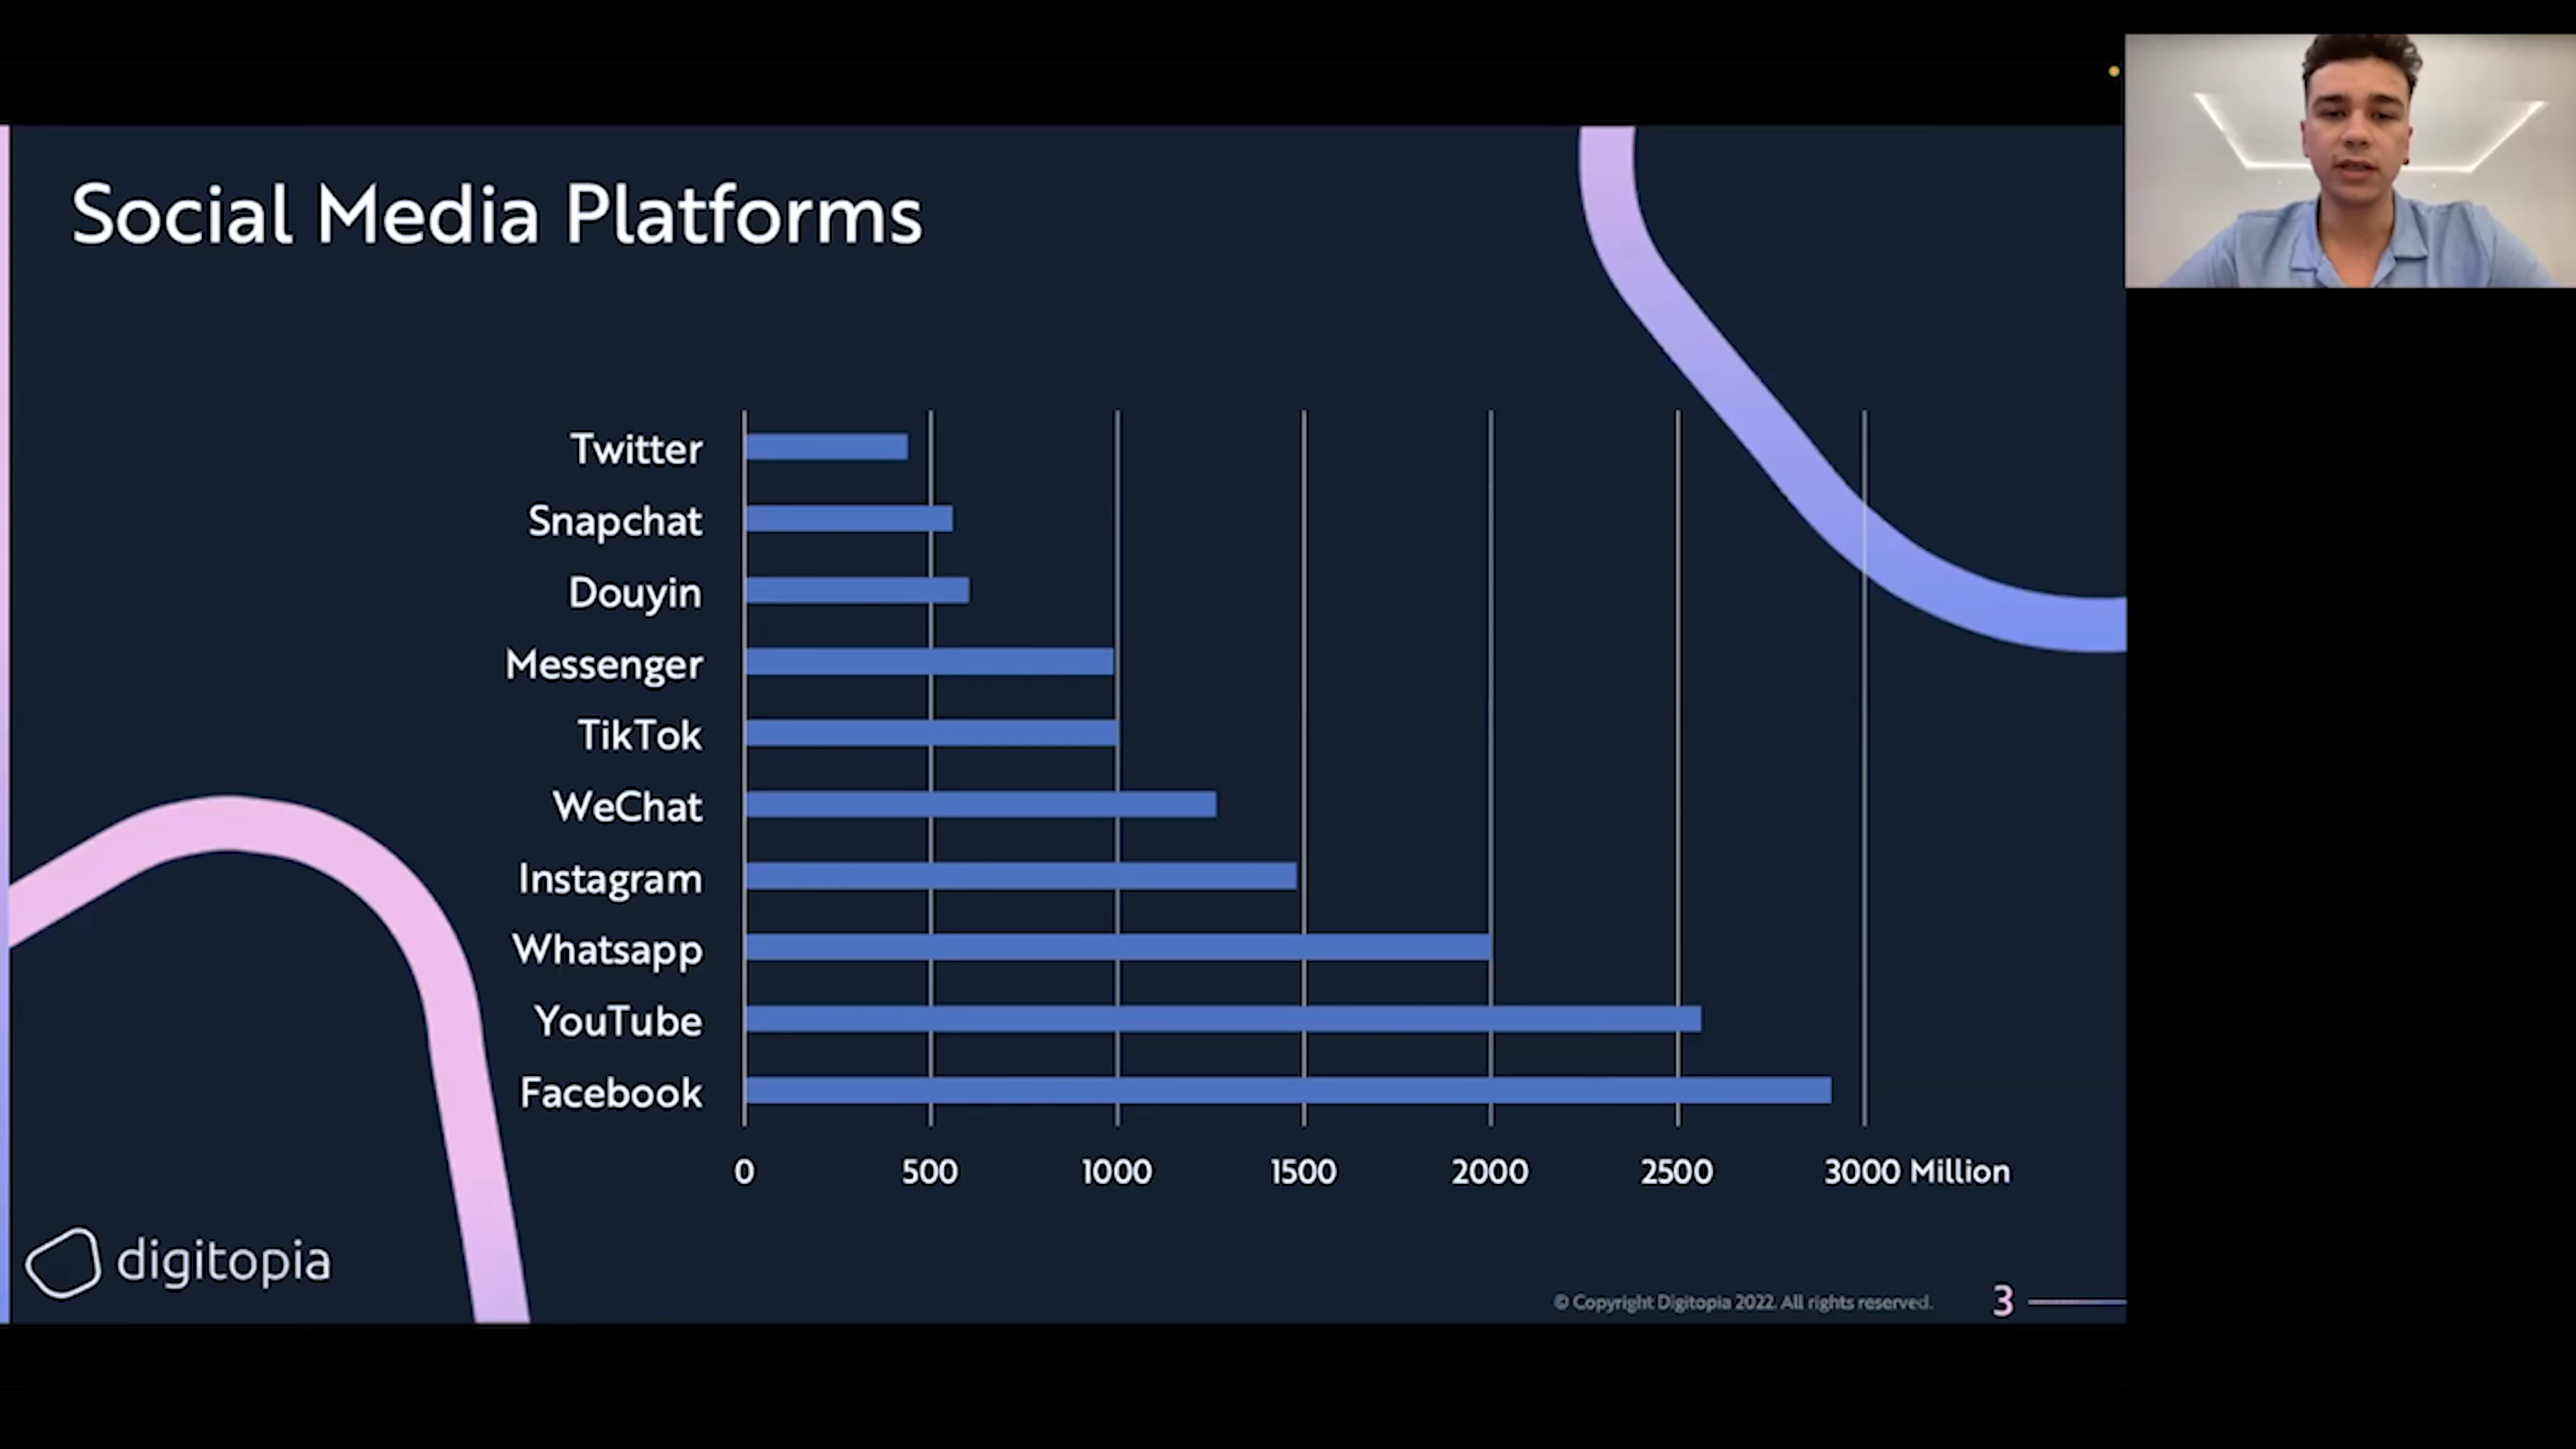 Social Media Platforms
Twitter
Snapchat
Douyin
Messenger
TikTok
WeChat
Instagram
Whatsapp
YouTube
Facebook
0 500 1000 1500 2000 2500 3000 Million
digitopia
© Copyright Digitopia 2022. All rights reserved. 3